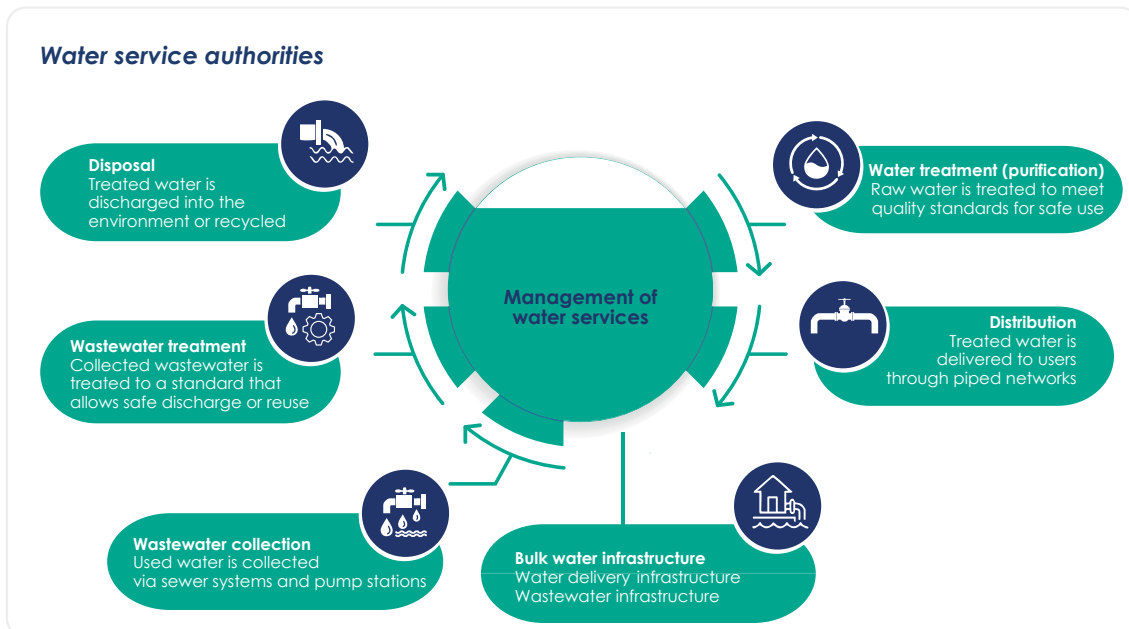 Water service authorities
Disposal
Treated water is
discharged into the
environment or recycled
Water treatment (purification)
Raw water is treated to meet
quality standards for safe use
Management of
water services
Wastewater treatment
Collected wastewater is
treated to a standard that
allows safe discharge or reuse
Distribution
Treated water is
delivered to users
through piped networks
Wastewater collection
Used water is collected
via sewer systems and pump stations
Bulk water infrastructure
Water delivery infrastructure
Wastewater infrastructure